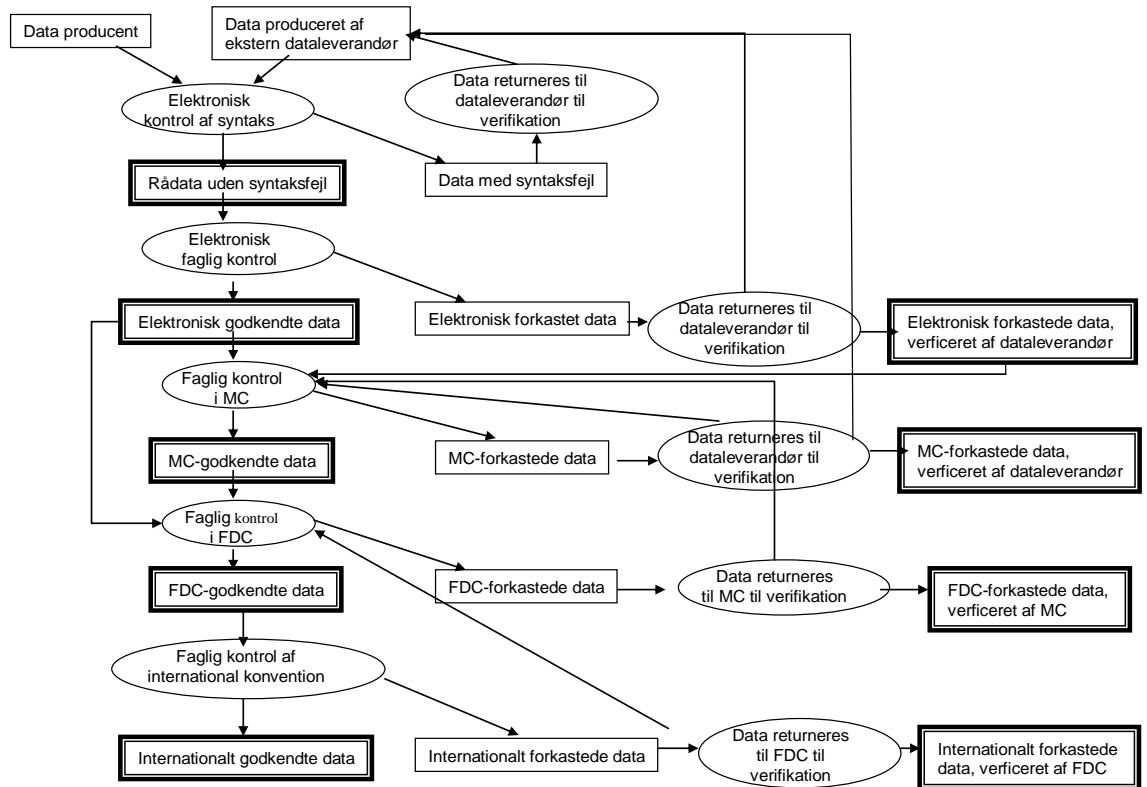 Data producent
Data produceret af
ekstern dataleverandør
Data returneres til
dataleverandør til
verifikation
Elektronisk
kontrol af syntaks
Rådata uden syntaksfejl
Data med syntaksfejl
Elektronisk
faglig kontrol
Elektronisk godkendte data
Elektronisk forkastet data
Data returneres til
dataleverandør til
verifikation
Elektronisk forkastede data,
verficeret af dataleverandør
Faglig kontrol
i MC
MC-godkendte data
MC-forkastede data
Data returneres til
dataleverandør til
verifikation
MC-forkastede data,
verficeret af dataleverandør
Faglig kontrol
i FDC
FDC-godkendte data
FDC-forkastede data
Data returneres
til MC til verifikation
FDC-forkastede data,
verficeret af MC
Faglig kontrol af
international konvention
Internationalt godkendte data
Internationalt forkastede data
Data returneres
til FDC til
verifikation
Internationalt forkastede
data, verficeret af FDC